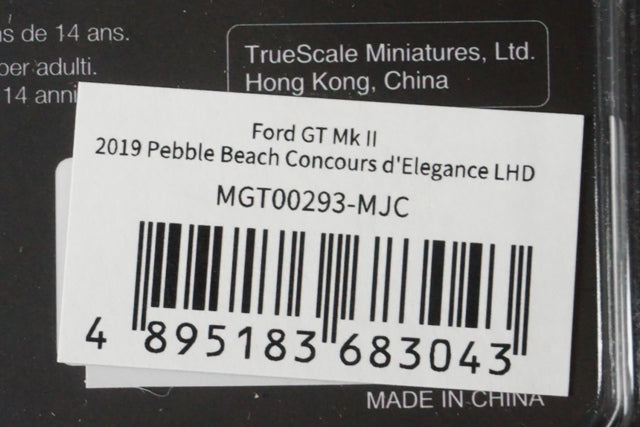 de 14 ans.
per adulti.
14 anni
TrueScale Miniatures, Ltd.
Hong Kong, China
Ford GT Mk II
2019 Pebble Beach Concours d'Elegance LHD
MGT00293-MJC
4 895183 683043
MADE IN CHINA